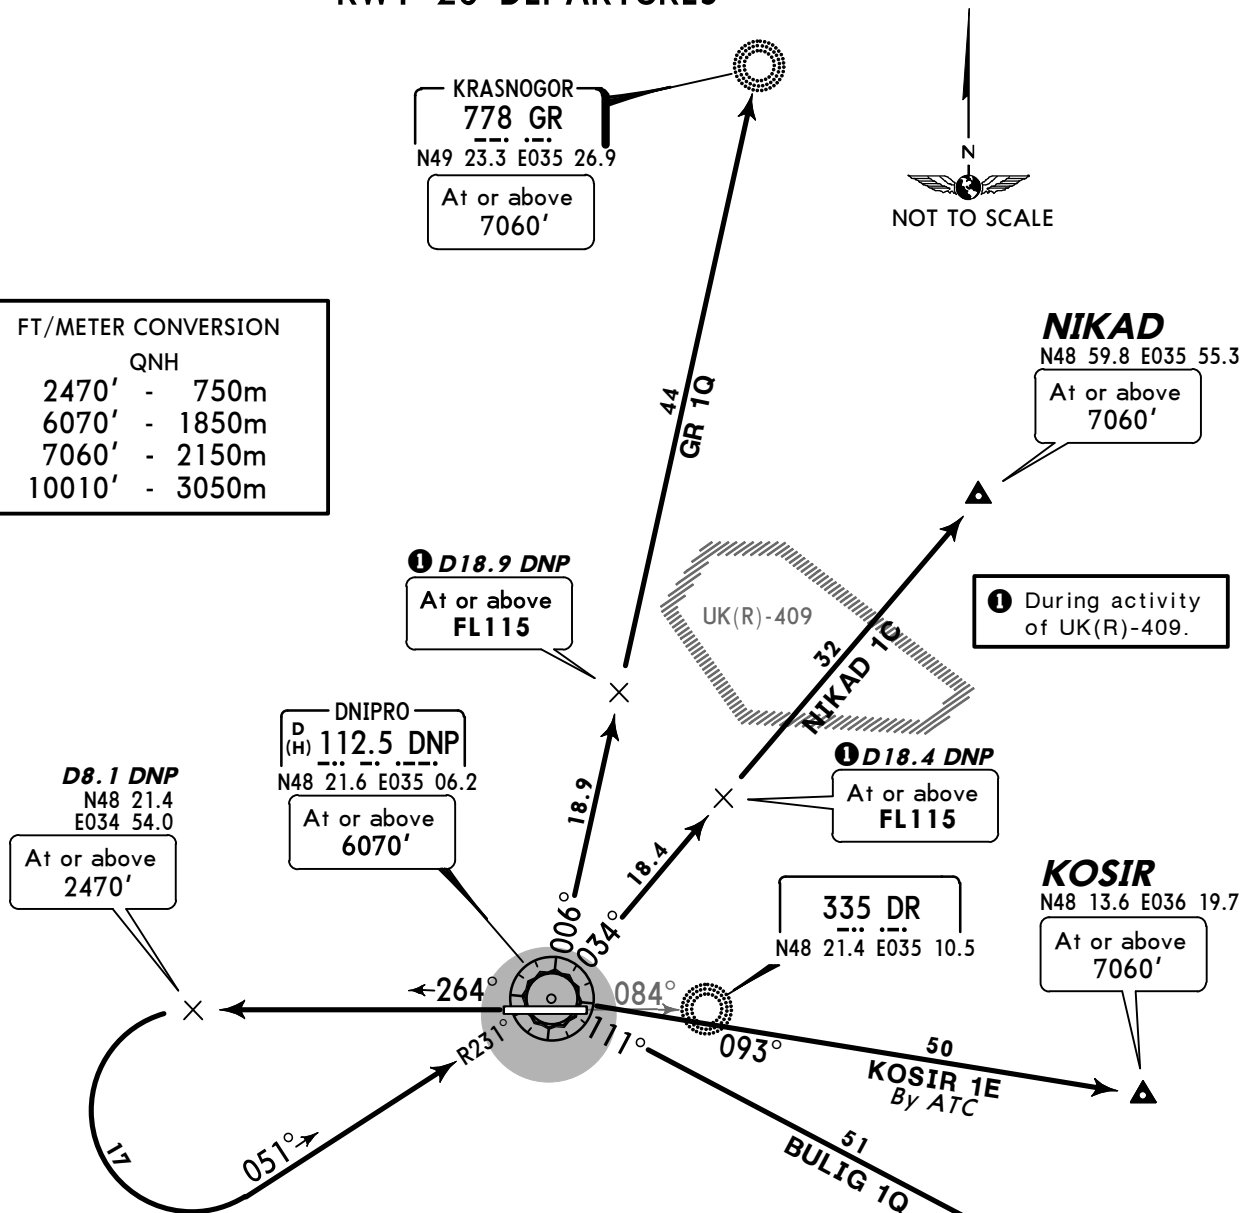 KRASNOGOR
778 GR
N49 23.3 E035 26.9
At or above
7060'
N
NOT TO SCALE
FT/METER CONVERSION
QNH
2470' - 750m
6070' - 1850m
7060' - 2150m
10010' - 3050m
NIKAD
N48 59.8 E035 55.3
At or above
7060'
44
GR 1Q
1 D18.9 DNP
At or above
FL115
UK(R)-409
1 During activity
of UK(R)-409.
32
NIKAD 1Q
DNIPRO
D
(H) 112.5 DNP
N48 21.6 E035 06.2
At or above
6070'
18.9
1 D18.4 DNP
At or above
FL115
18.4
D8.1 DNP
N48 21.4
E034 54.0
At or above
2470'
335 DR
N48 21.4 E035 10.5
KOSIR
N48 13.6 E036 19.7
At or above
7060'
006°
034°
264°
084°
R231°
111°
093°
50
KOSIR 1E
By ATC
17
051°
51
BULIG 1Q